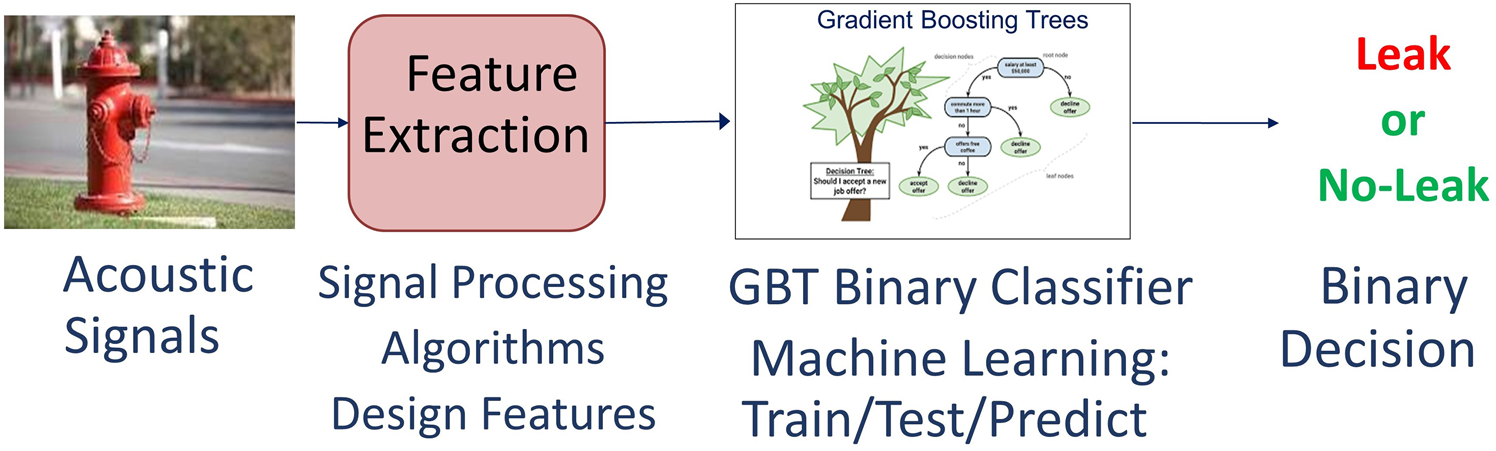 Feature
Extraction
Gradient Boosting Trees
decision nodes
root node
salary at least
$50,000
yes
no
commute more
than 1 hour
decline
offer
yes
no
offers free
coffee
decline
offer
yes
no
leaf nodes
accept
offer
decline
offer
Decision Tree:
Should I accept a new
job offer?
Leak
or
No-Leak
Acoustic
Signals
Signal Processing
Algorithms
Design Features
GBT Binary Classifier
Machine Learning:
Train/Test/Predict
Binary
Decision